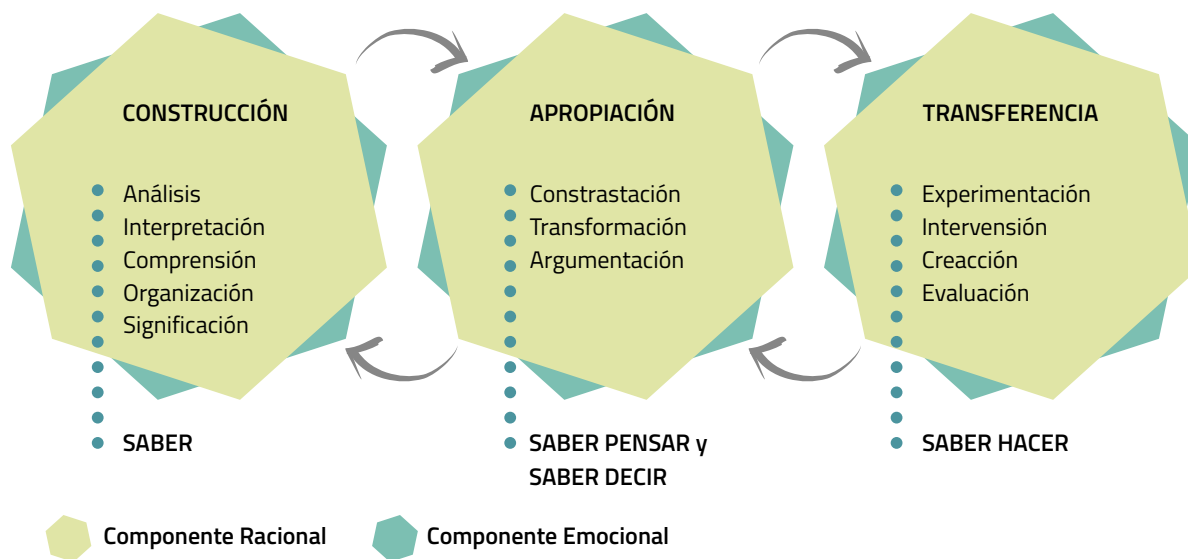 CONSTRUCCIÓN
Análisis
Interpretación
Comprensión
Organización
Significación
SABER
APROPIACIÓN
Constrastación
Transformación
Argumentación
SABER PENSAR y
SABER DECIR
TRANSFERENCIA
Experimentación
Intervensión
Creacción
Evaluación
SABER HACER
Componente Racional
Componente Emocional